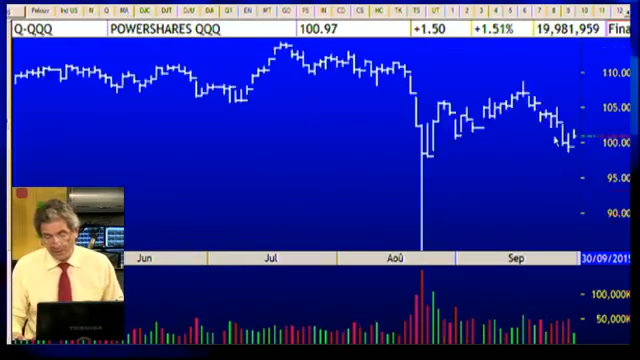 Q-QQQ POWERSHARES QQQ 100.97 +1.50 +1.51% 19,981,959 Fina
110.00
105.00
100.00
95.00
90.00
Jun Jul Aoû Sep 30/09/2015
100,000K
50,000K
TOSHIBA